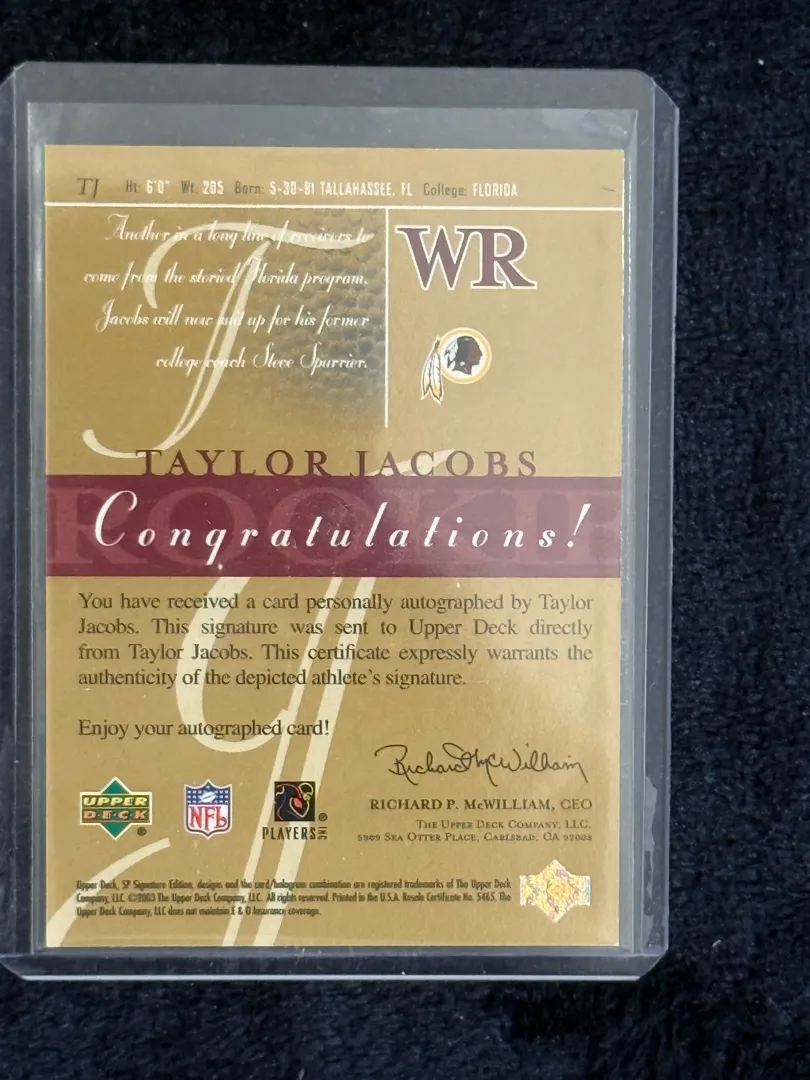 TJ Ht: 6'0" Wt: 205 Born: 5-30-81 TALLAHASSEE, FL College: FLORIDA
Another in a long line of receivers to
come from the storied Florida program,
Jacobs will now suit up for his former
college coach Steve Spurrier.
WR
TAYLOR JACOBS
ROOKIE
Congratulations!
You have received a card personally autographed by Taylor
Jacobs. This signature was sent to Upper Deck directly
from Taylor Jacobs. This certificate expressly warrants the
authenticity of the depicted athlete's signature.
Enjoy your autographed card!
Richard McWilliam
RICHARD P. McWILLIAM, CEO
THE UPPER DECK COMPANY, LLC.
5909 SEA OTTER PLACE, CARLSBAD, CA 92008
UPPER
D·E·C·K
®
NFL
PLAYERS INC ®
Upper Deck, SP Signature Edition, designs and the card/hologram combination are registered trademarks of The Upper Deck
Company, LLC. ©2003 The Upper Deck Company, LLC. All rights reserved. Printed in the U.S.A. Resale Certificate No. 5465. The
Upper Deck Company, LLC does not maintain E & O Insurance coverage.